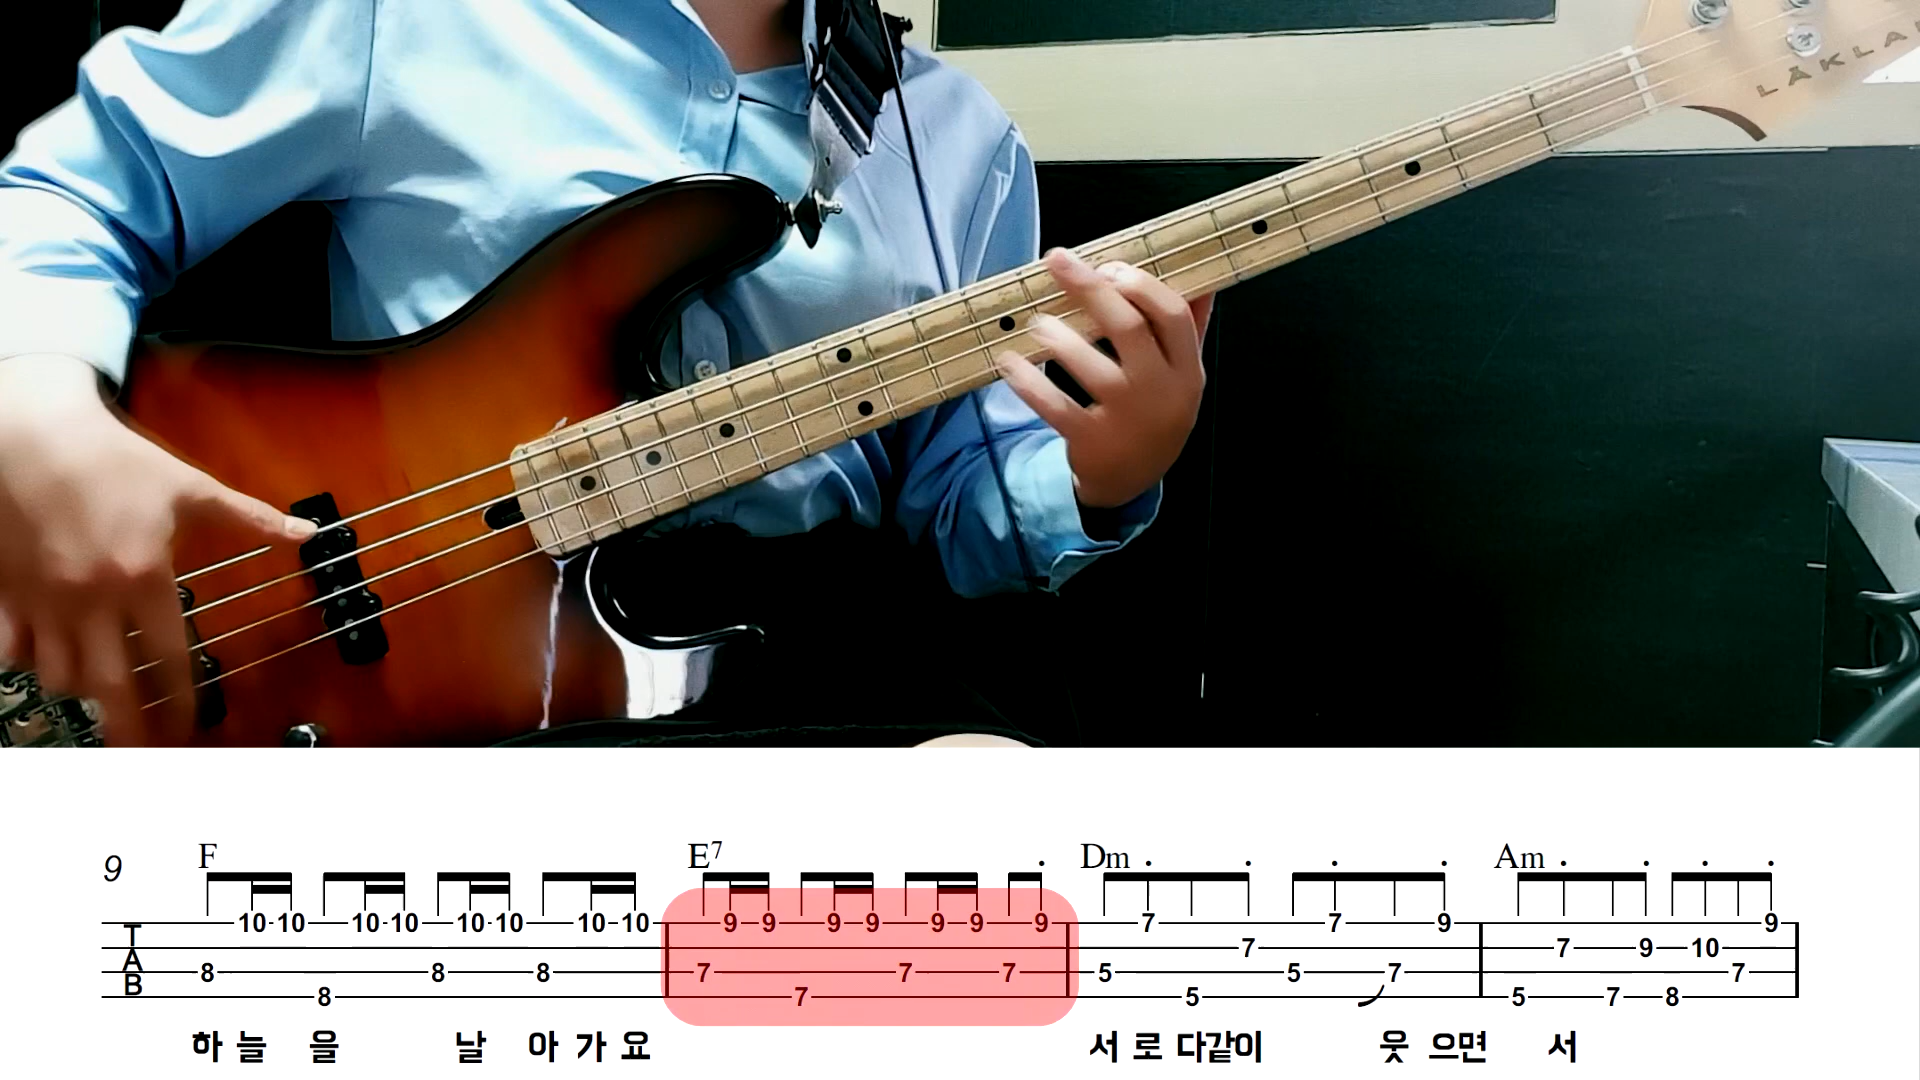 LAKLA
9 F E7 Dm Am
T 10 10 10 10 10 10 10 10 9 9 9 9 9 9 9 7 7 9 9
A 7 7 9 10
B 8 8 8 7 7 7 5 5 7 7
8 7 5 5 7 8
하 늘 을 날 아 가 요 서 로 다같이 웃 으면 서